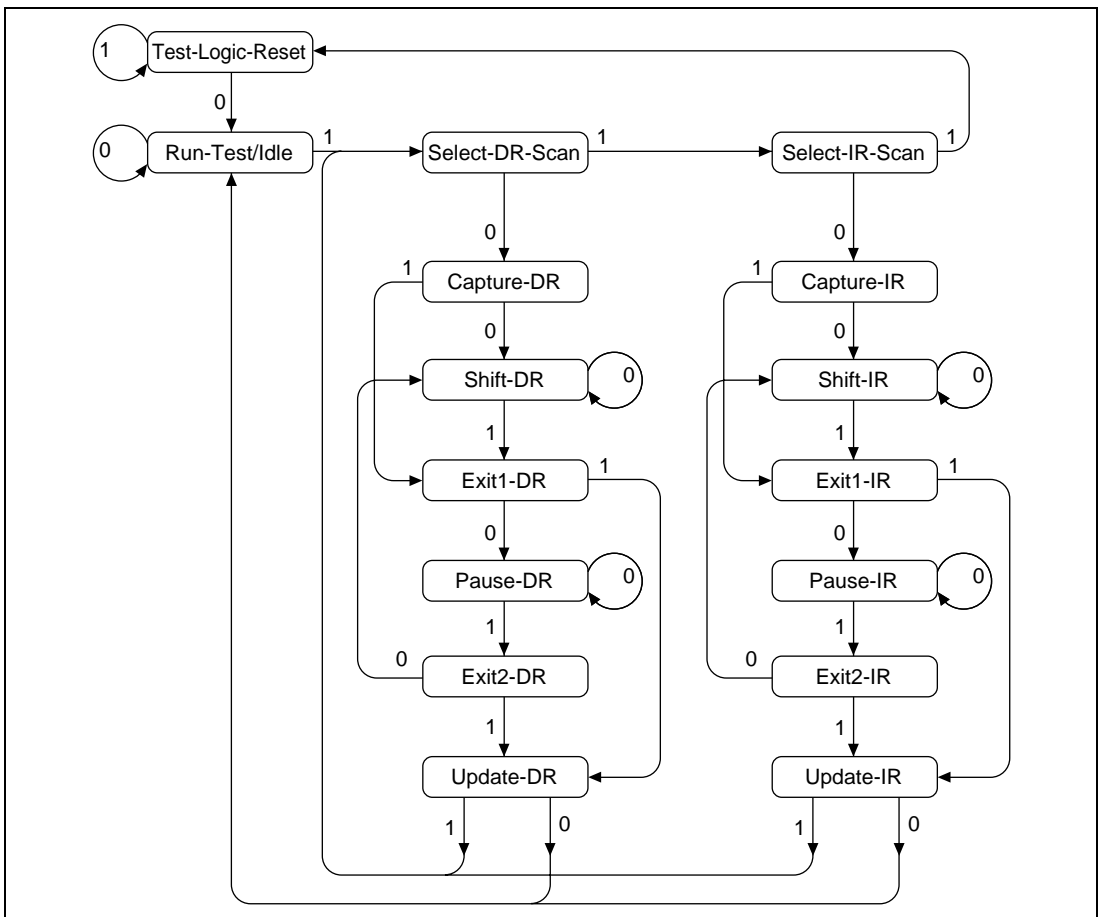 1 Test-Logic-Reset
0
0 Run-Test/Idle 1 Select-DR-Scan 1 Select-IR-Scan 1
0 0
1 Capture-DR 1 Capture-IR
0 0
Shift-DR 0 Shift-IR 0
1 1
Exit1-DR 1 Exit1-IR 1
0 0
Pause-DR 0 Pause-IR 0
1 1
0 Exit2-DR 0 Exit2-IR
1 1
Update-DR Update-IR
1 0 1 0